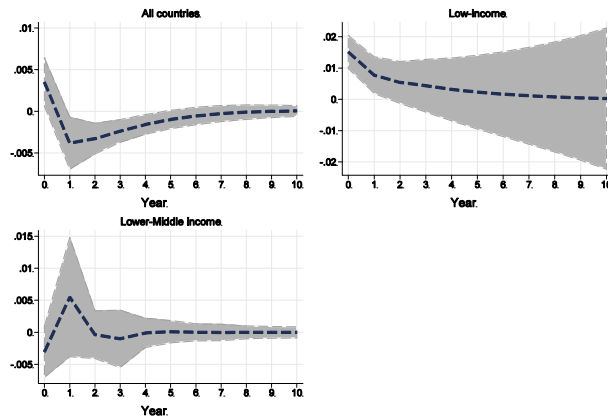 All countries.
.01
.005
0
-.005
0. 1. 2. 3. 4. 5. 6. 7. 8. 9. 10.
Year.
Low-income.
.02
.01
0
-.01
-.02
0. 1. 2. 3. 4. 5. 6. 7. 8. 9. 10
Year.
Lower-Middle income.
.015
.01
.005
0.
-.005
0. 1. 2. 3. 4. 5. 6. 7. 8. 9. 10.
Year.